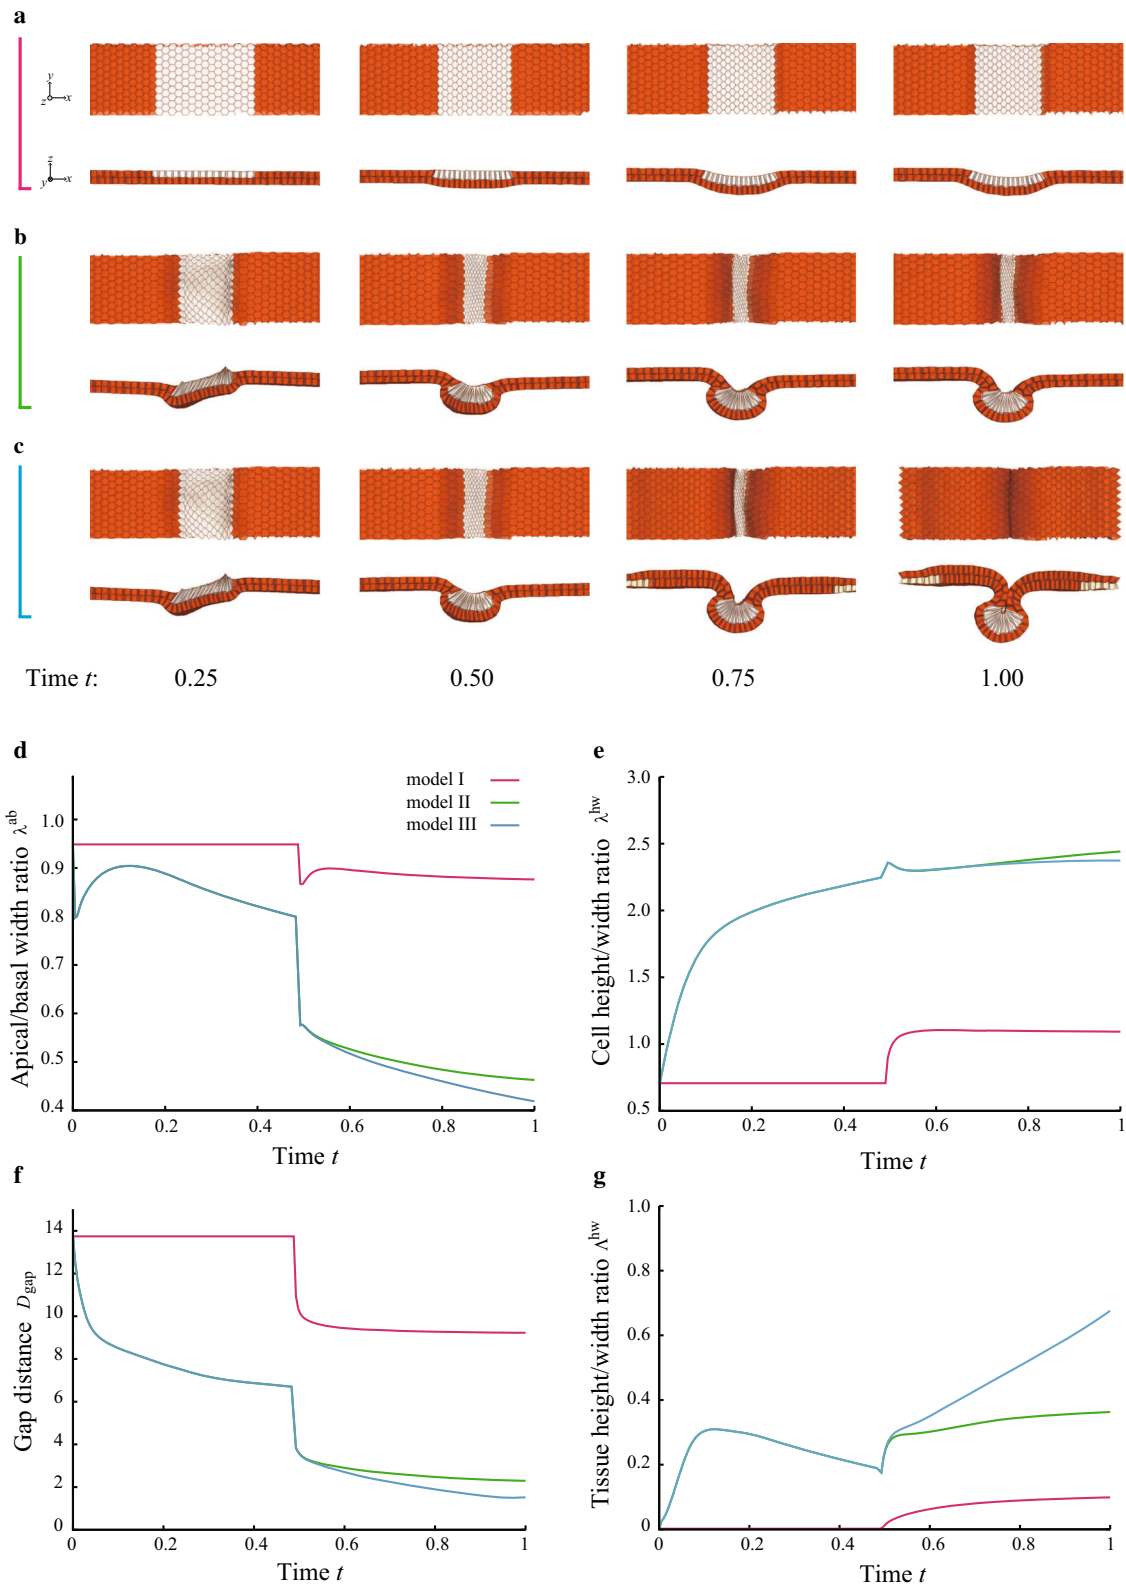 a
y
z x
z
y x
b
c
Time t: 0.25 0.50 0.75 1.00
d
model I
model II
model III
Apical/basal width ratio λ^ab
1.0
0.9
0.8
0.7
0.6
0.5
0.4
0 0.2 0.4 0.6 0.8 1
Time t
e
Cell height/width ratio λ^hw
3.0
2.5
2.0
1.5
1.0
0.5
0 0.2 0.4 0.6 0.8 1
Time t
f
Gap distance D_gap
14
12
10
8
6
4
2
0
0 0.2 0.4 0.6 0.8 1
Time t
g
Tissue height/width ratio Λ^hw
1.0
0.8
0.6
0.4
0.2
0
0 0.2 0.4 0.6 0.8 1
Time t